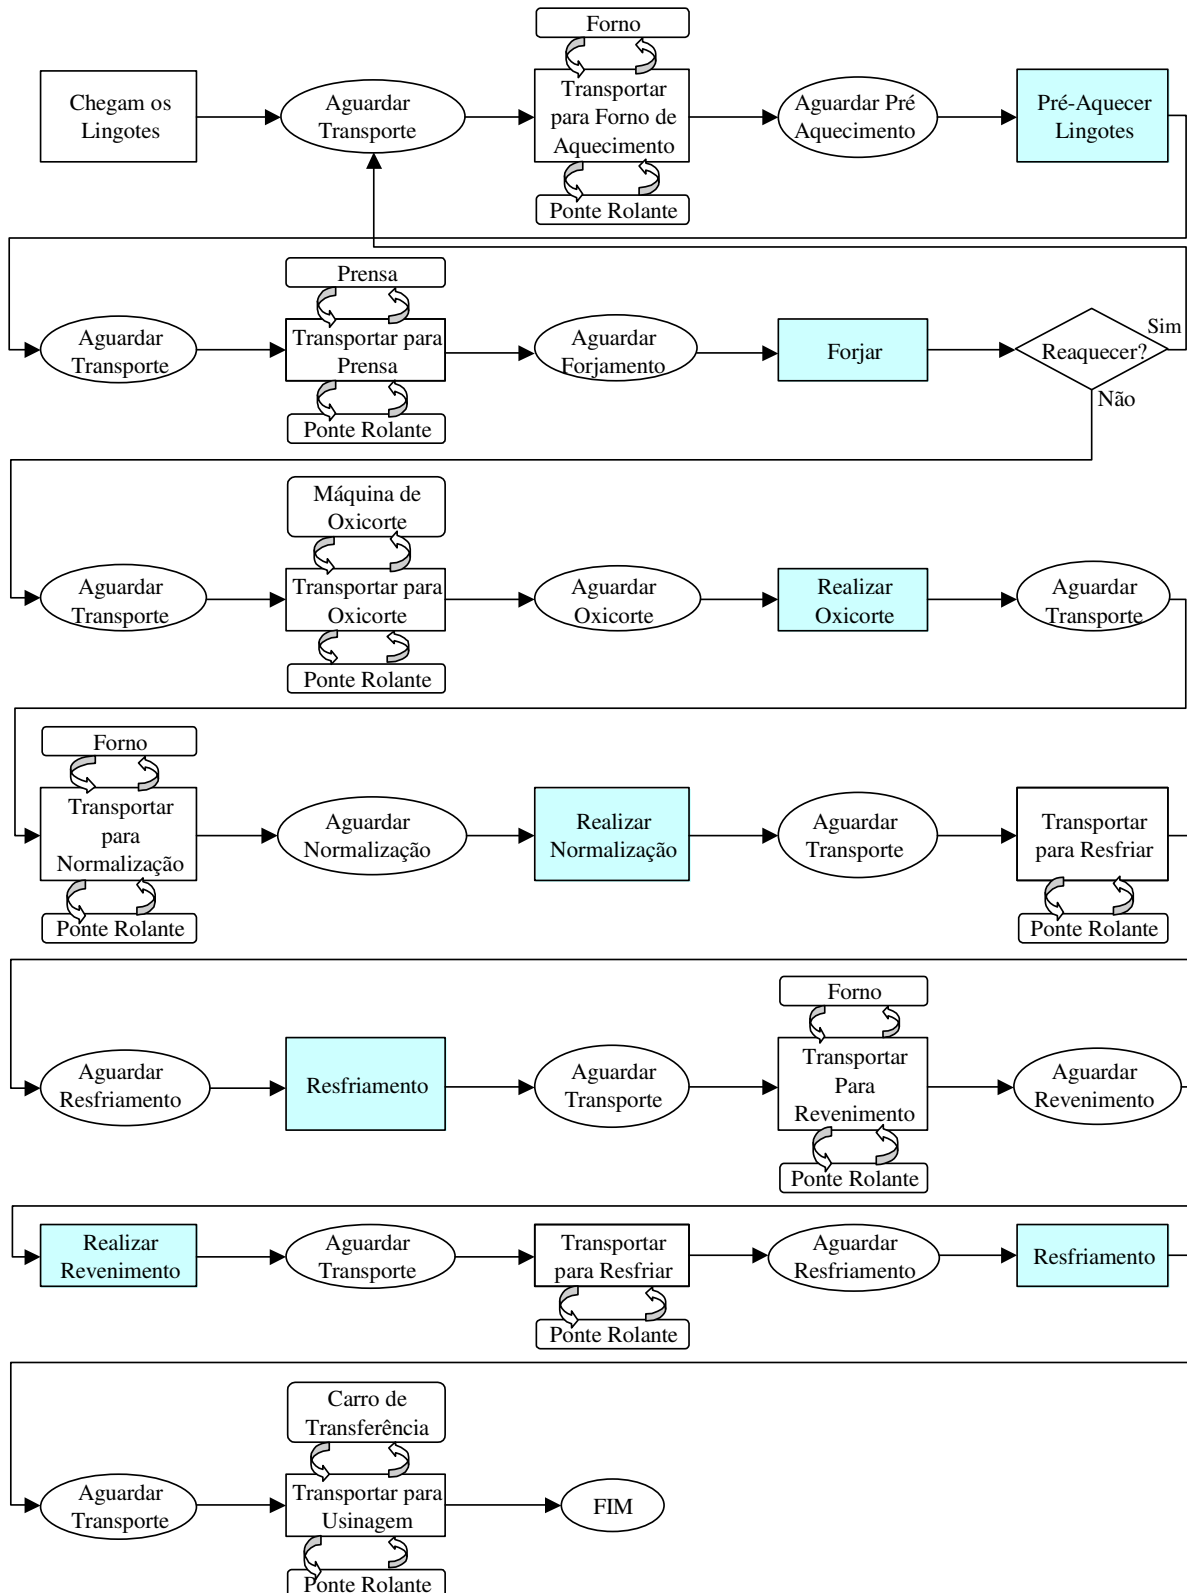 Forno
Chegam os
Lingotes
Aguardar
Transporte
Transportar
para Forno de
Aquecimento
Aguardar Pré
Aquecimento
Pré-Aquecer
Lingotes
Ponte Rolante
Prensa
Aguardar
Transporte
Transportar para
Prensa
Aguardar
Forjamento
Forjar
Reaquecer?
Sim
Não
Ponte Rolante
Máquina de
Oxicorte
Aguardar
Transporte
Transportar para
Oxicorte
Aguardar
Oxicorte
Realizar
Oxicorte
Aguardar
Transporte
Ponte Rolante
Forno
Transportar
para
Normalização
Aguardar
Normalização
Realizar
Normalização
Aguardar
Transporte
Transportar
para Resfriar
Ponte Rolante
Ponte Rolante
Forno
Aguardar
Resfriamento
Resfriamento
Aguardar
Transporte
Transportar
Para
Revenimento
Aguardar
Revenimento
Ponte Rolante
Realizar
Revenimento
Aguardar
Transporte
Transportar
para Resfriar
Aguardar
Resfriamento
Resfriamento
Ponte Rolante
Carro de
Transferência
Aguardar
Transporte
Transportar para
Usinagem
FIM
Ponte Rolante